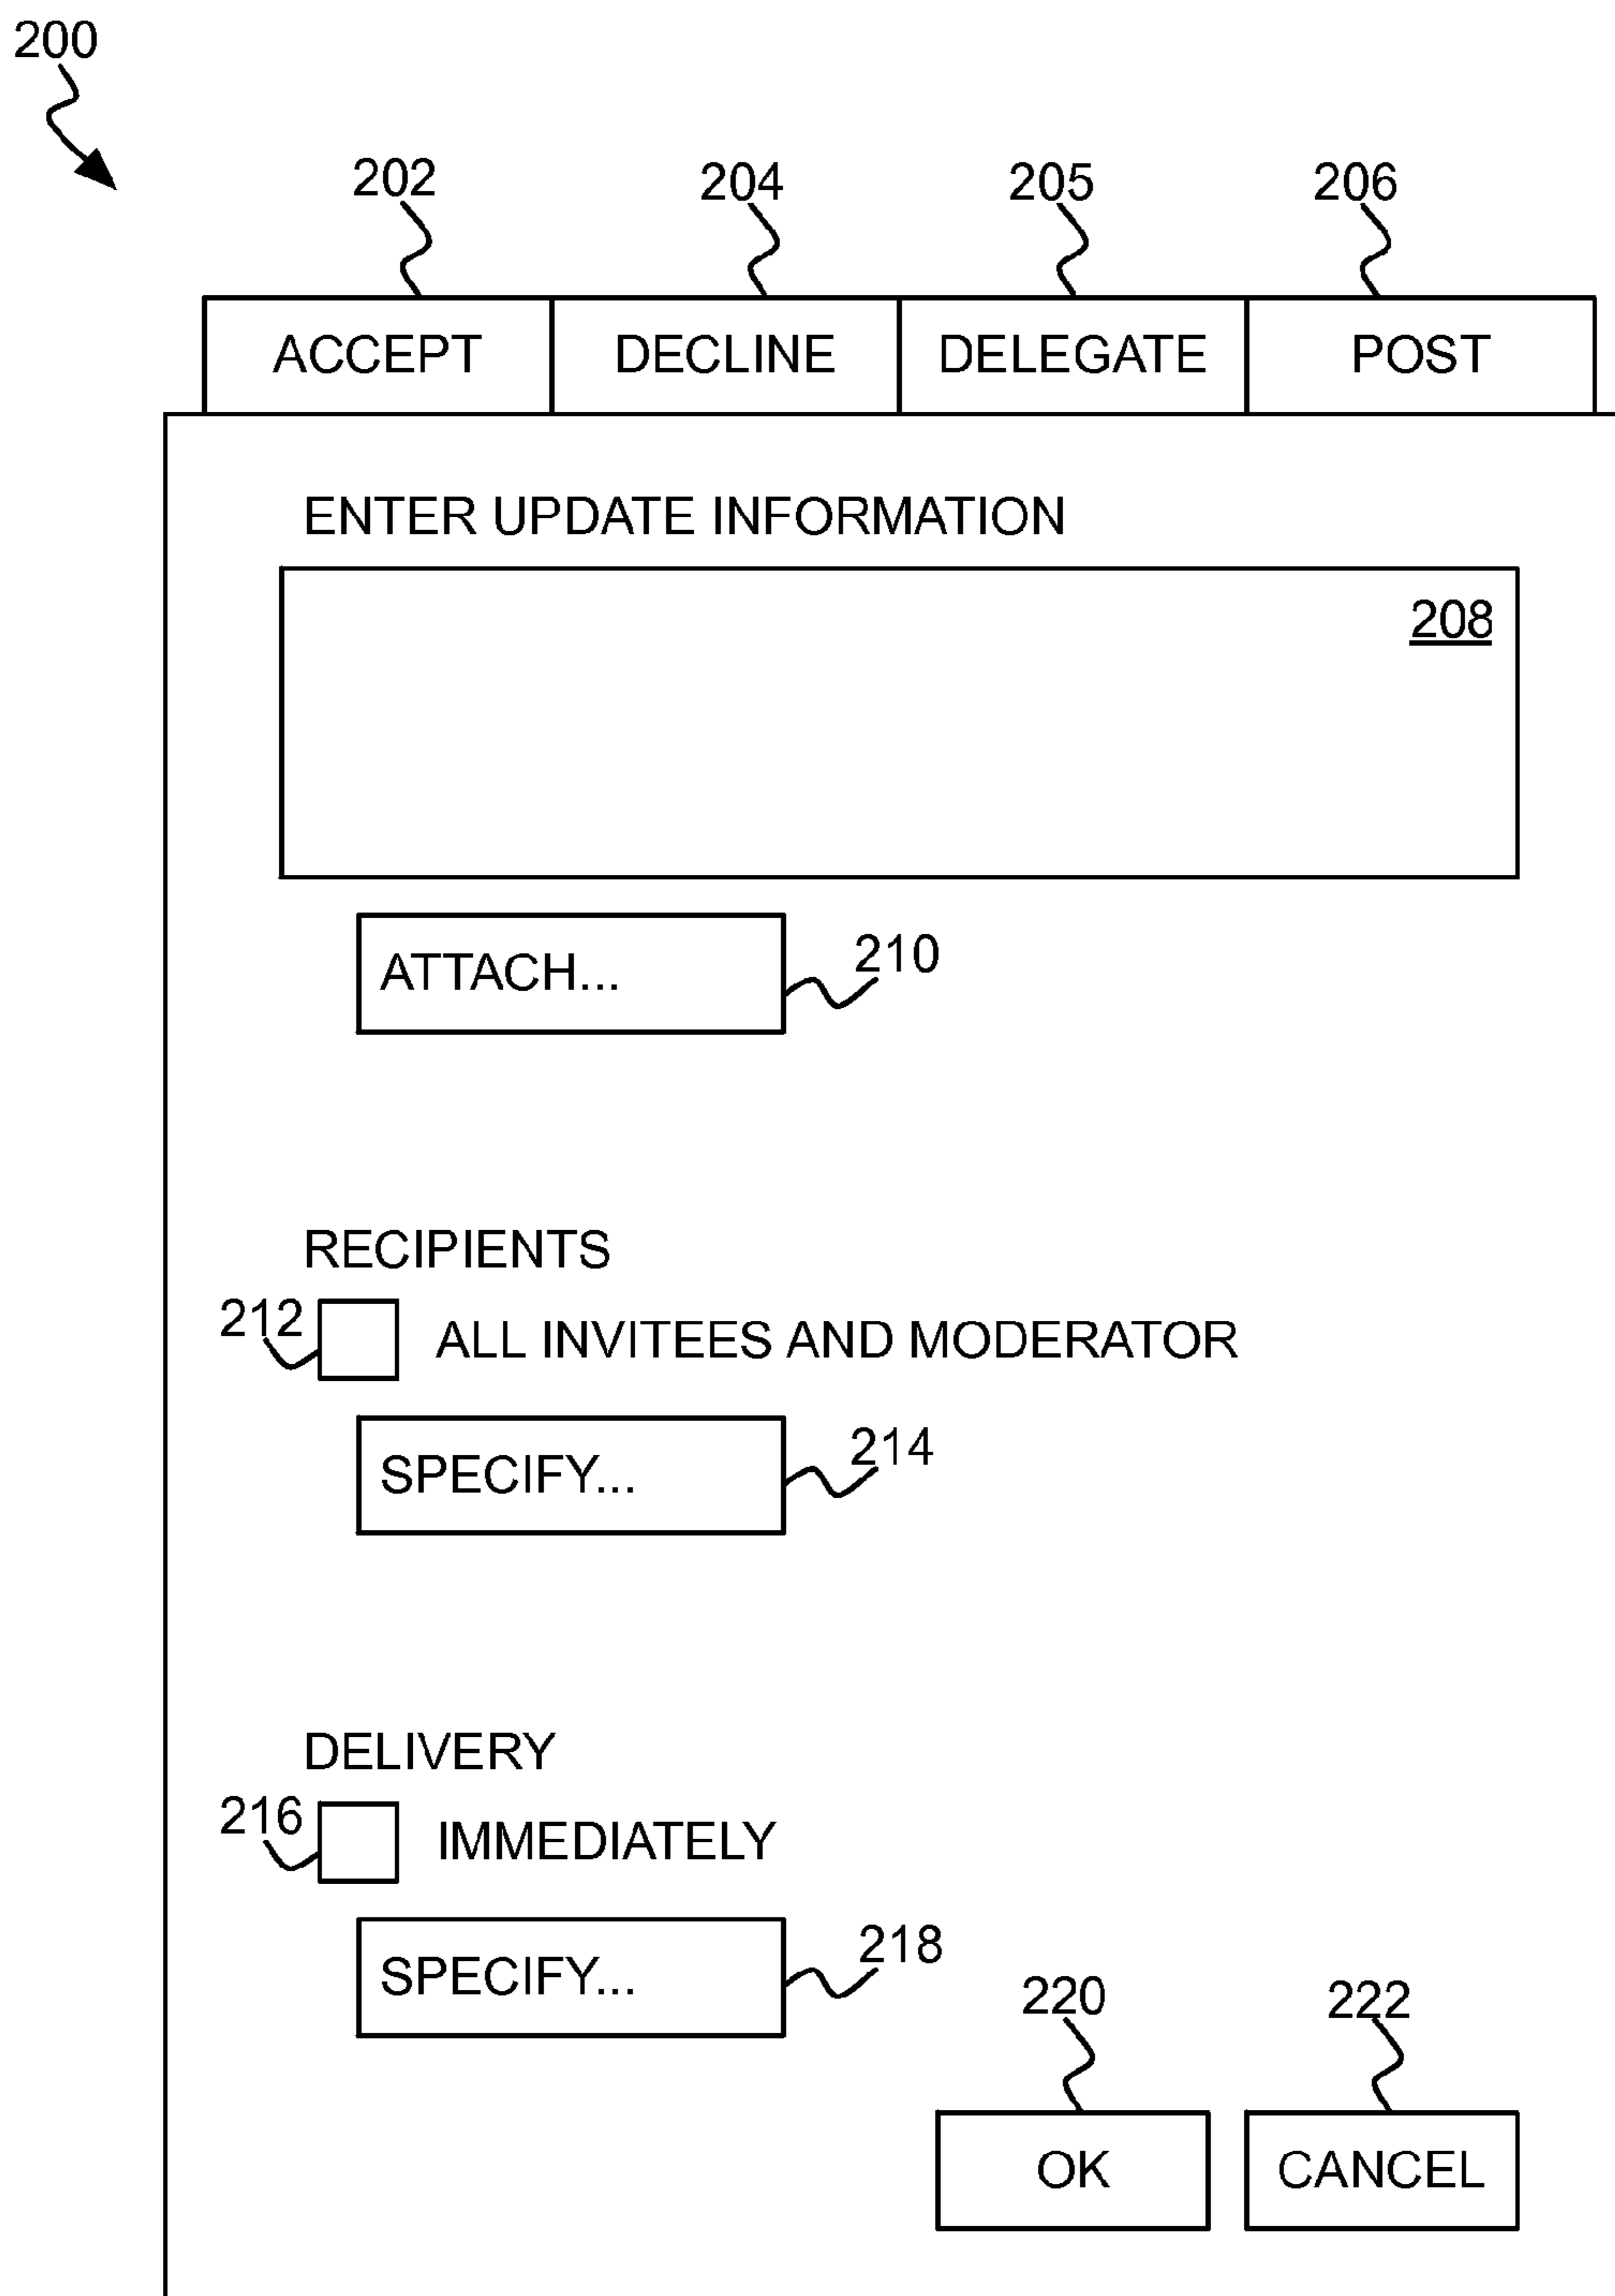 200
202 204 205 206
ACCEPT DECLINE DELEGATE POST
ENTER UPDATE INFORMATION
208
ATTACH... 210
RECIPIENTS
212 ALL INVITEES AND MODERATOR
SPECIFY... 214
DELIVERY
216 IMMEDIATELY
SPECIFY... 218
220 222
OK CANCEL